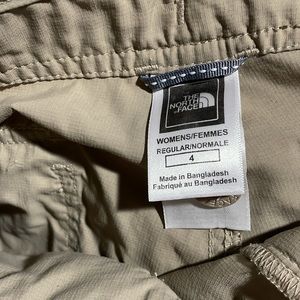 THE
NORTH
FACE
WOMENS/FEMMES
REGULAR/NORMALE
4
Made in Bangladesh
Fabriqué au Bangladesh